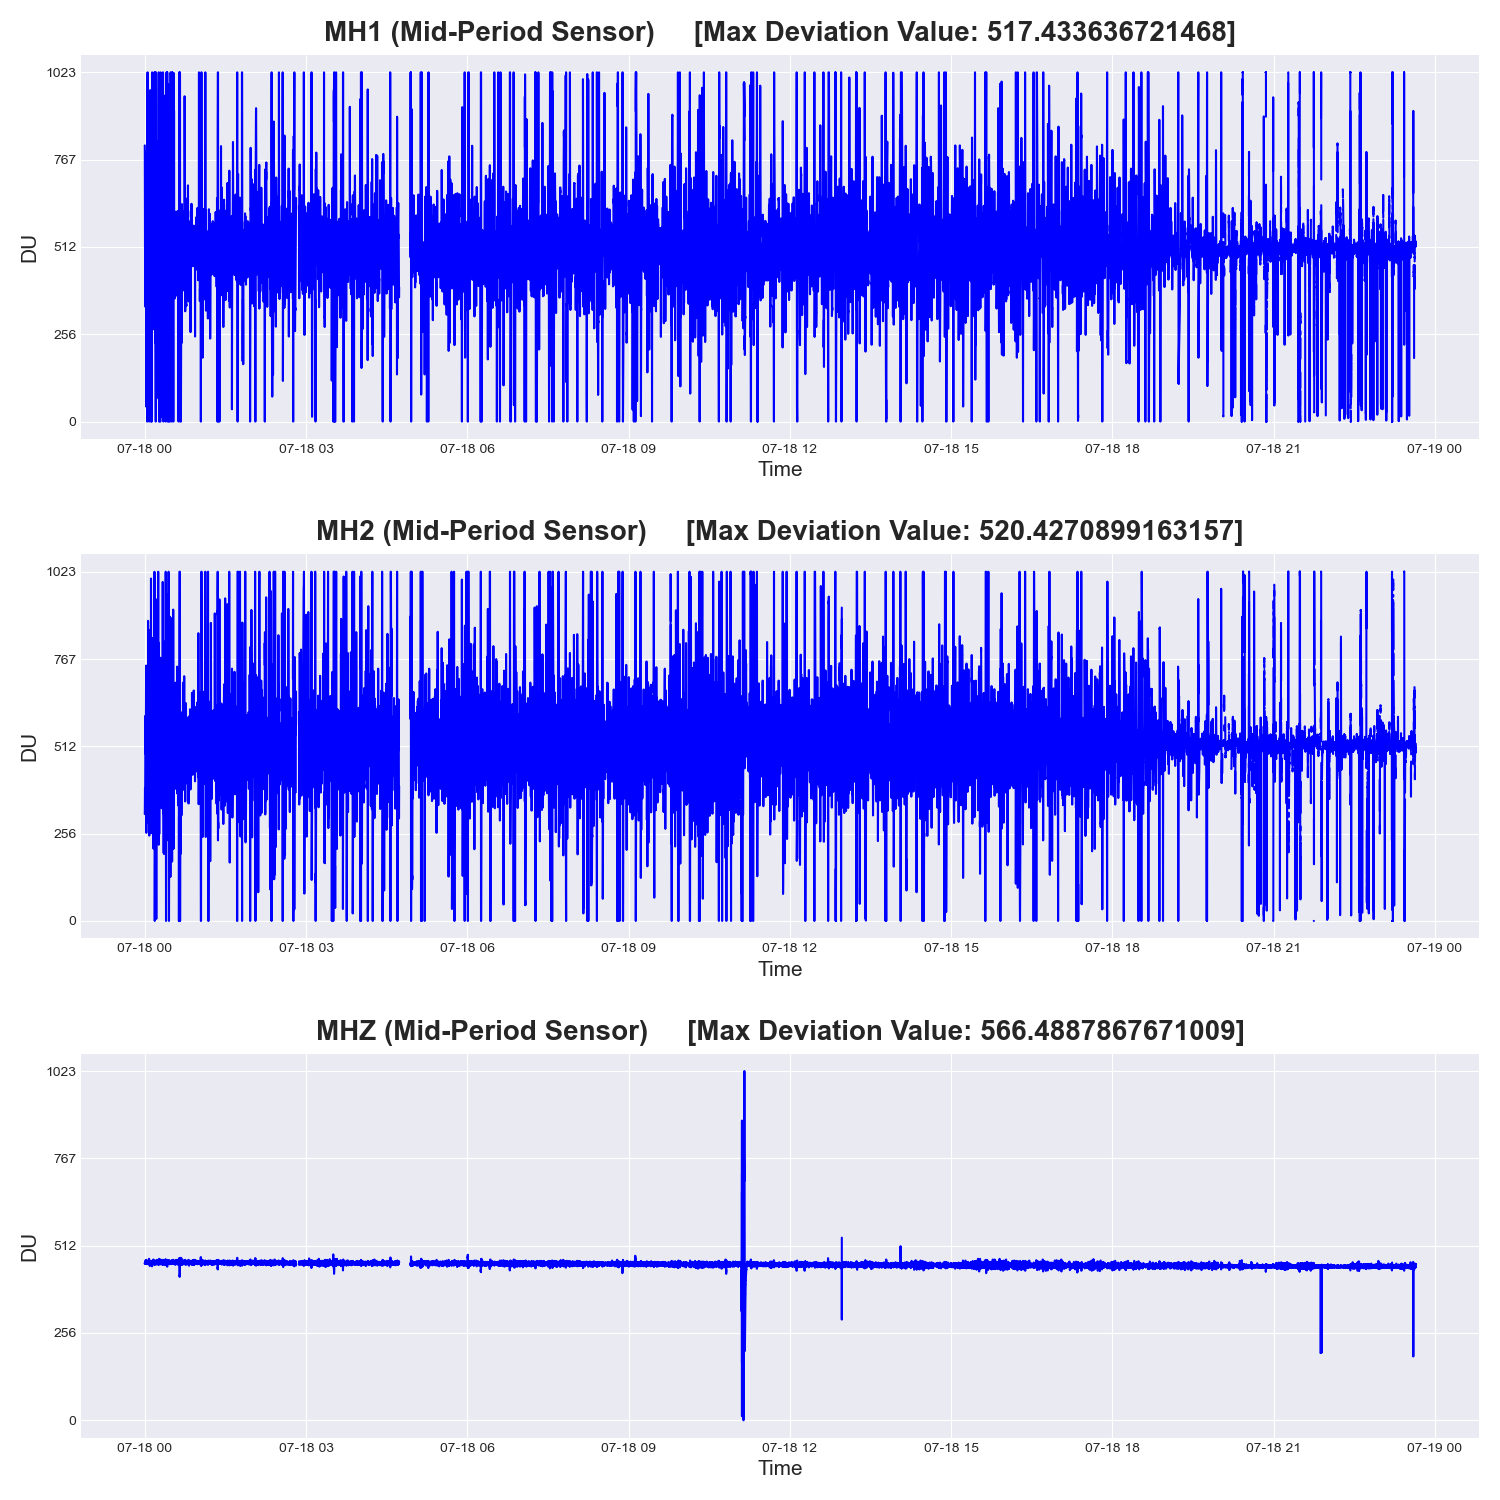 MH1 (Mid-Period Sensor) [Max Deviation Value: 517.433636721468]
1023
767
512
256
0
DU
07-18 00 07-18 03 07-18 06 07-18 09 07-18 12 07-18 15 07-18 18 07-18 21 07-19 00
Time
MH2 (Mid-Period Sensor) [Max Deviation Value: 520.4270899163157]
1023
767
512
256
0
DU
07-18 00 07-18 03 07-18 06 07-18 09 07-18 12 07-18 15 07-18 18 07-18 21 07-19 00
Time
MHZ (Mid-Period Sensor) [Max Deviation Value: 566.4887867671009]
1023
767
512
256
0
DU
07-18 00 07-18 03 07-18 06 07-18 09 07-18 12 07-18 15 07-18 18 07-18 21 07-19 00
Time